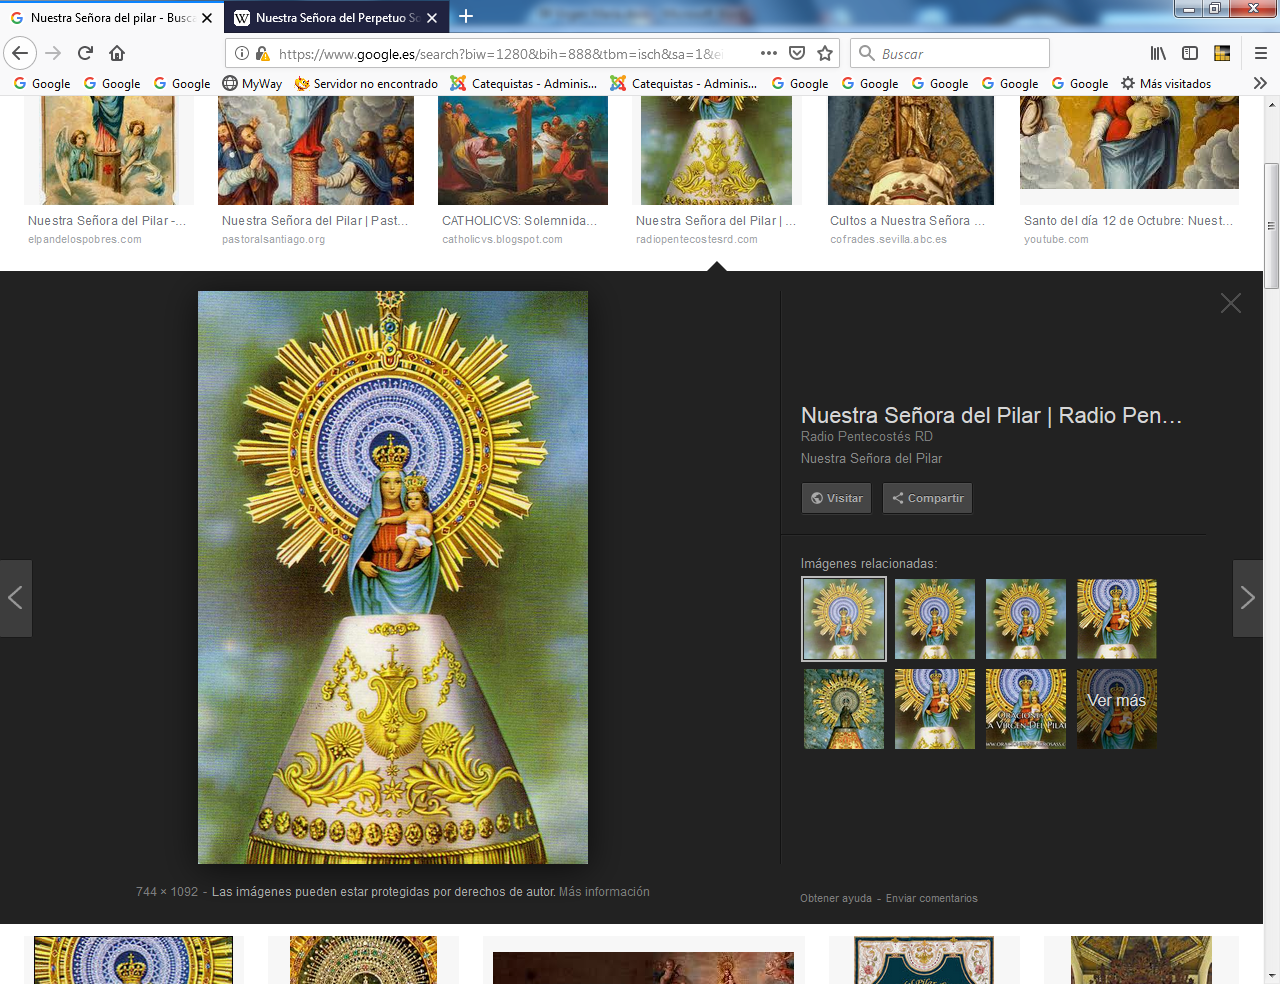 Nuestra Señora del pilar - Busc
Nuestra Señora del Perpetuo So
https://www.google.es/search?biw=1280&bih=888&tbm=isch&sa=1&e
Buscar
Google
Google
Google
MyWay
Servidor no encontrado
Catequistas - Adminis...
Catequistas - Adminis...
Google
Google
Google
Google
Google
Más visitados
Nuestra Señora del Pilar -...
elpandelospobres.com
Nuestra Señora del Pilar | Past...
pastoralsantiago.org
CATHOLICVS: Solemnida...
catholicvs.blogspot.com
Nuestra Señora del Pilar | ...
radiopentecostesrd.com
Cultos a Nuestra Señora ...
cofrades.sevilla.abc.es
Santo del día 12 de Octubre: Nuest...
youtube.com
Nuestra Señora del Pilar | Radio Pen...
Radio Pentecostés RD
Nuestra Señora del Pilar
Visitar
Compartir
Imágenes relacionadas:
Ver más
744 × 1092 - Las imágenes pueden estar protegidas por derechos de autor. Más información
Obtener ayuda - Enviar comentarios